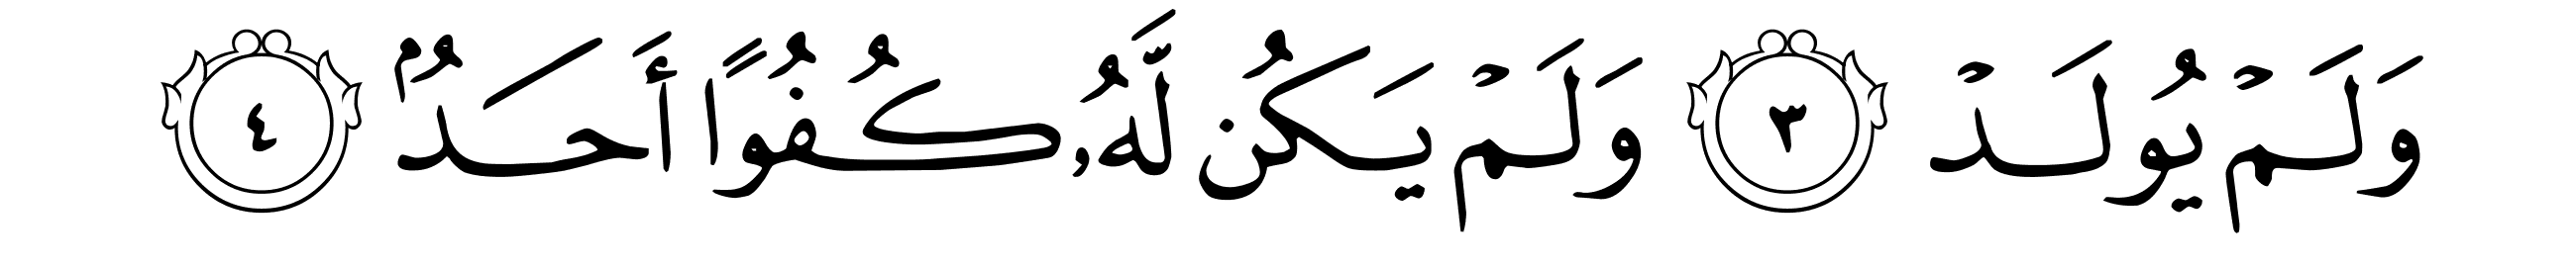 وَلَمْ يُولَدْ ٣ وَلَمْ يَكُن لَّهُۥ كُفُوًا أَحَدٌۢ ٤